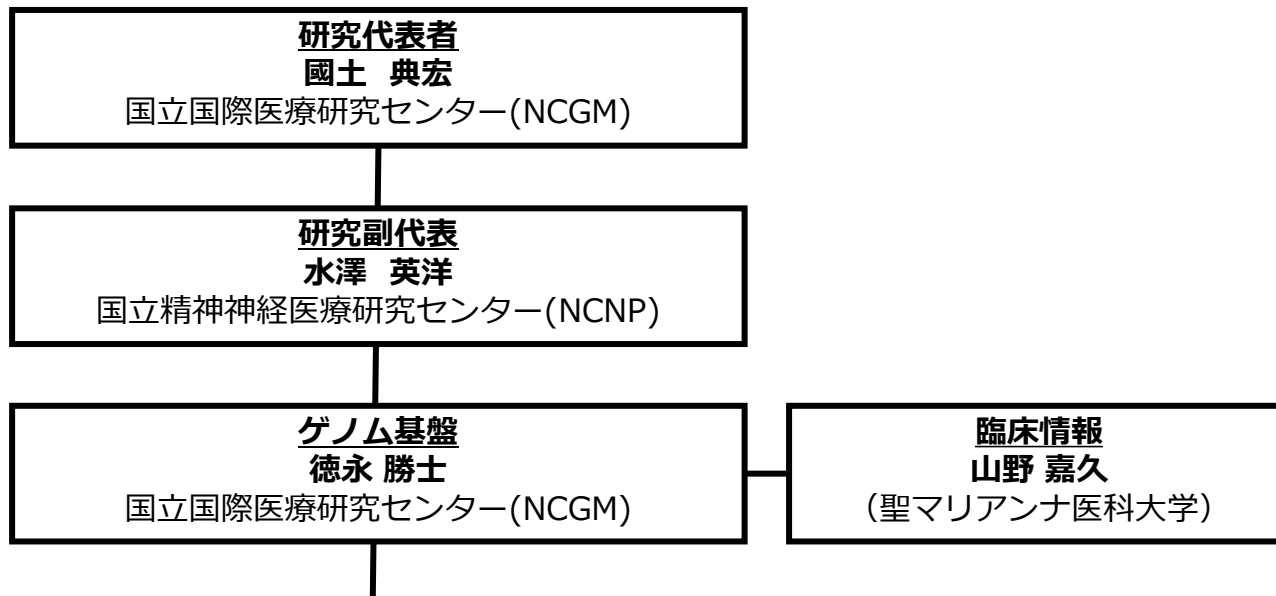 研究代表者
國土 典宏
国立国際医療研究センター(NCGM)
研究副代表
水澤 英洋
国立精神神経医療研究センター(NCNP)
ゲノム基盤
徳永 勝士
国立国際医療研究センター(NCGM)
臨床情報
山野 嘉久
（聖マリアンナ医科大学）